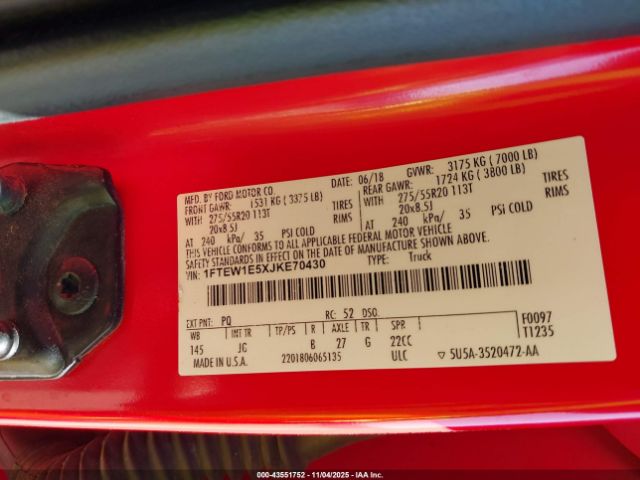 MFD. BY FORD MOTOR CO. DATE: 06/18 GVWR: 3175 KG ( 7000 LB)
FRONT GAWR: 1531 KG ( 3375 LB) REAR GAWR: 1724 KG ( 3800 LB)
WITH 275/55R20 113T TIRES WITH 275/55R20 113T TIRES
20x8.5J RIMS 20x8.5J RIMS
AT 240 kPa/ 35 PSI COLD AT 240 kPa/ 35 PSI COLD
THIS VEHICLE CONFORMS TO ALL APPLICABLE FEDERAL MOTOR VEHICLE
SAFETY STANDARDS IN EFFECT ON THE DATE OF MANUFACTURE SHOWN ABOVE.
VIN: 1FTEW1E5XJKE70430 TYPE: Truck
EXT PNT: PQ RC: 52 DSO: F0097
WB INT TR TP/PS R AXLE TR SPR T1235
145 JG B 27 G 22CC
MADE IN U.S.A. 2201806065135 ULC ▽ 5U5A-3520472-AA
000-43551752 - 11/04/2025 - IAA, Inc.